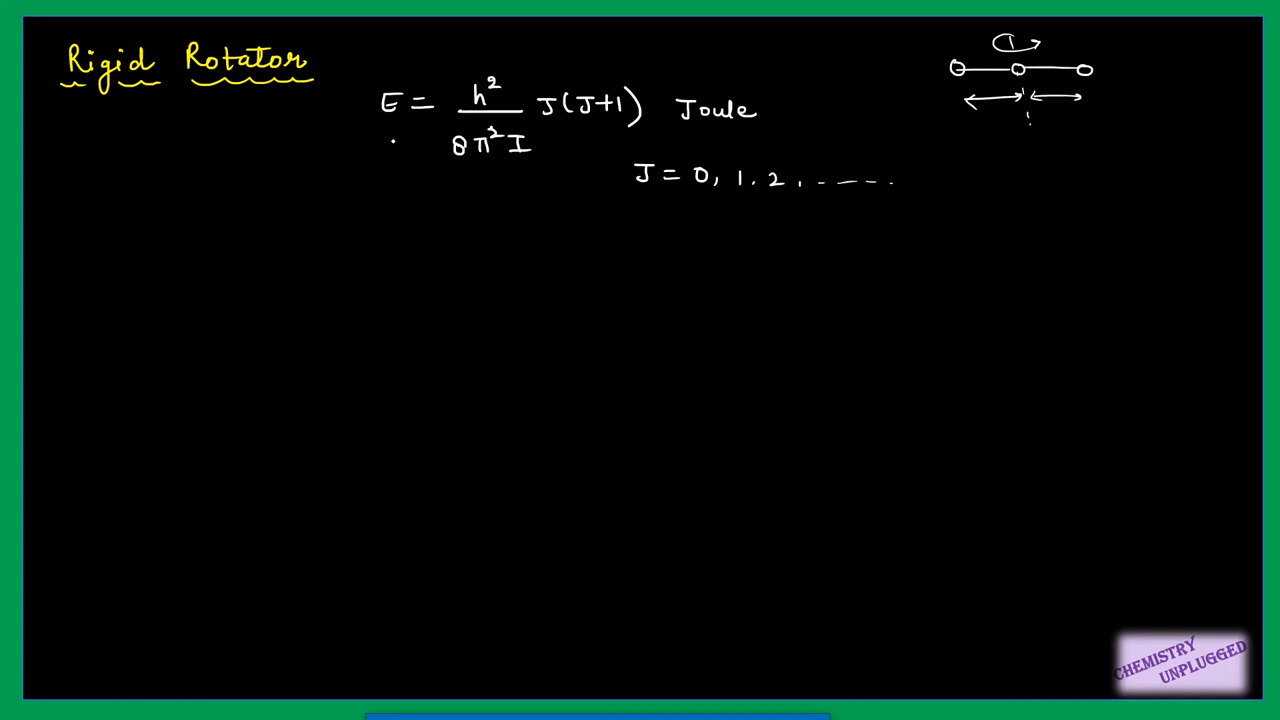 Rigid Rotator
E = h²/8π²I J(J+1) Joule
J = 0, 1, 2, -----.
CHEMISTRY
UNPLUGGED